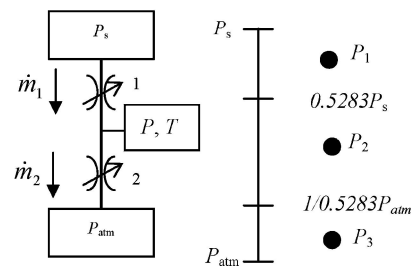 Pₛ
ṁ₁
1
P, T
ṁ₂
2
Pₐₜₘ
Pₛ
P₁
0.5283Pₛ
P₂
1/0.5283Pₐₜₘ
Pₐₜₘ
P₃